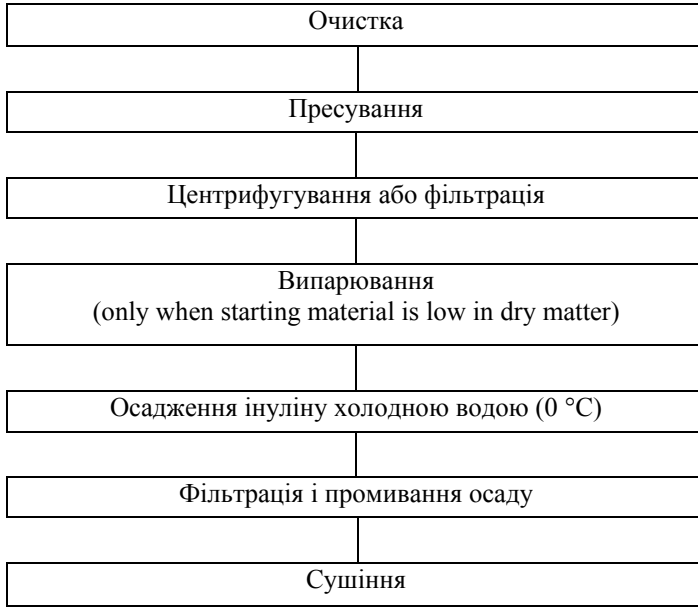 Очистка
Пресування
Центрифугування або фільтрація
Випарювання
(only when starting material is low in dry matter)
Осадження інуліну холодною водою (0 °C)
Фільтрація і промивання осаду
Сушіння